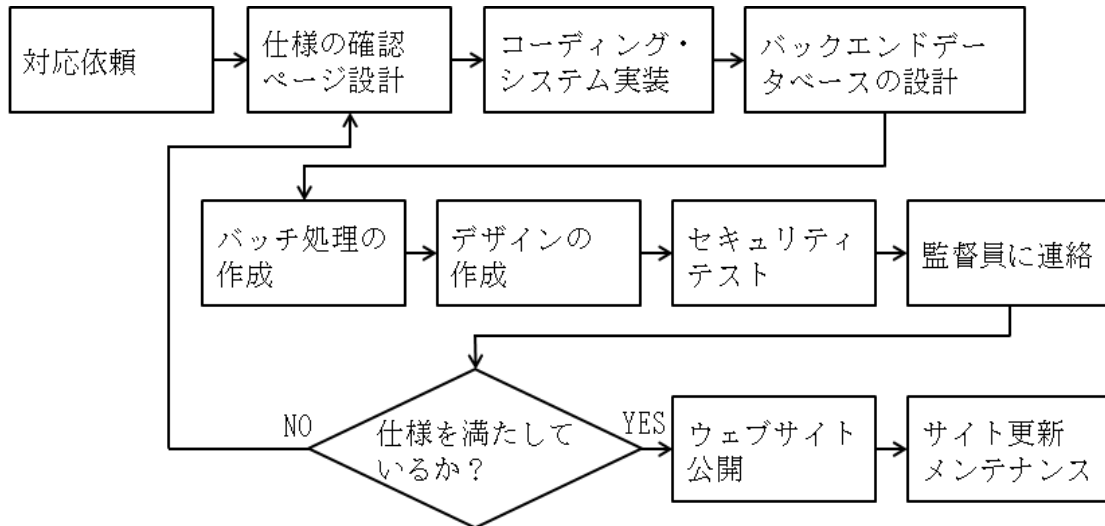 対応依頼
仕様の確認
ページ設計
コーディング・
システム実装
バックエンドデー
タベースの設計
バッチ処理の
作成
デザインの
作成
セキュリティ
テスト
監督員に連絡
NO
仕様を満たして
いるか？
YES
ウェブサイト
公開
サイト更新
メンテナンス